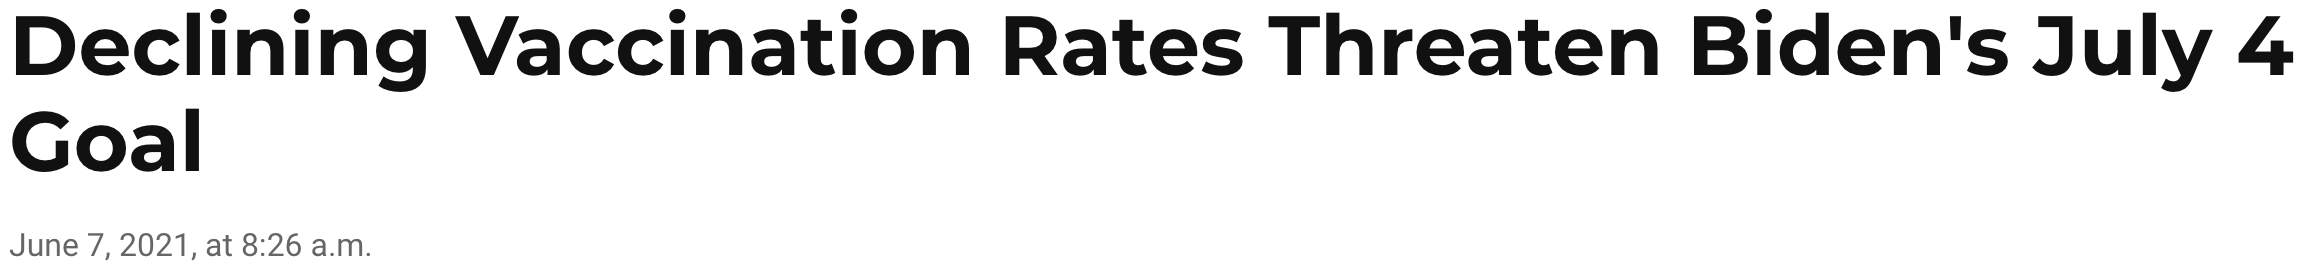 Declining Vaccination Rates Threaten Biden's July 4
Goal
June 7, 2021, at 8:26 a.m.